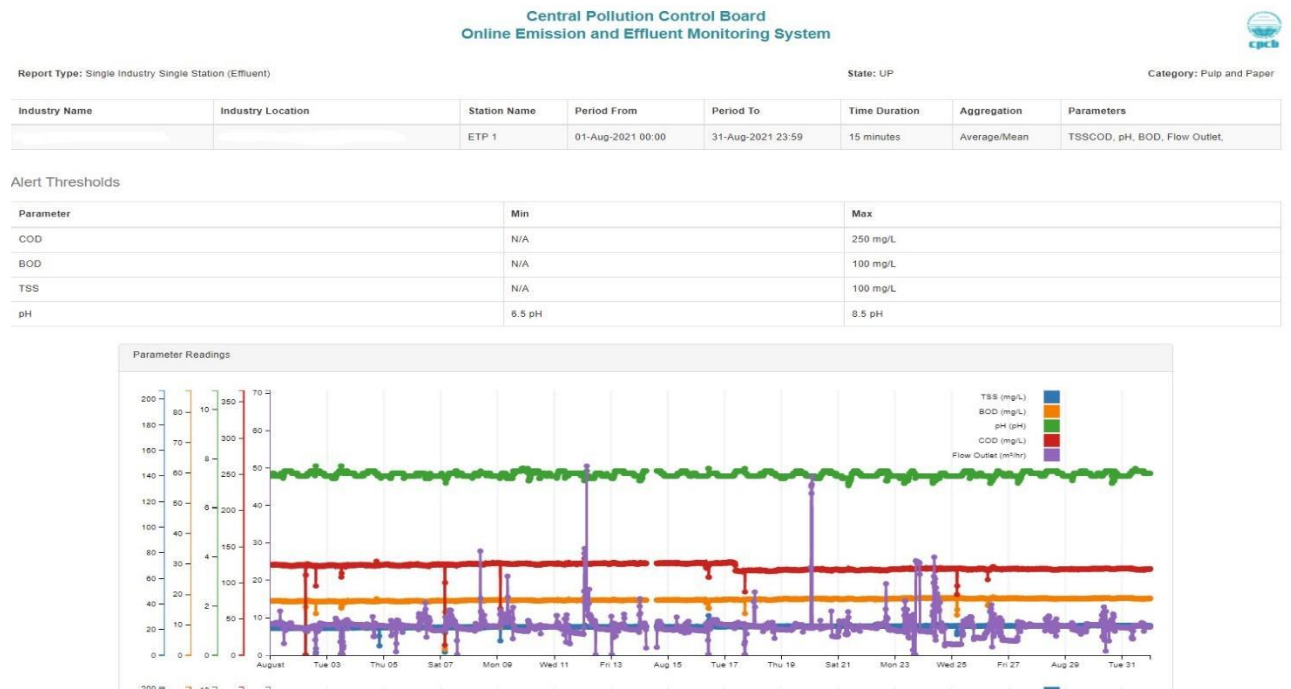 Central Pollution Control Board
Online Emission and Effluent Monitoring System
cpcb
Report Type: Single Industry Single Station (Effluent) State: UP Category: Pulp and Paper
Industry Name Industry Location Station Name Period From Period To Time Duration Aggregation Parameters
ETP 1 01-Aug-2021 00:00 31-Aug-2021 23:59 15 minutes Average/Mean TSSCOD, pH, BOD, Flow Outlet,
Alert Thresholds
Parameter Min Max
COD N/A 250 mg/L
BOD N/A 100 mg/L
TSS N/A 100 mg/L
pH 6.5 pH 8.5 pH
Parameter Readings
TSS (mg/L)
BOD (mg/L)
pH (pH)
COD (mg/L)
Flow Outlet (m³/hr)
200 180 160 140 120 100 80 60 40 20 0
80 70 60 50 40 30 20 10 0
10 8 6 4 2 0
350 300 250 200 150 100 50 0
70 60 50 40 30 20 10 0
August Tue 03 Thu 05 Sat 07 Mon 09 Wed 11 Fri 13 Aug 15 Tue 17 Thu 19 Sat 21 Mon 23 Wed 25 Fri 27 Aug 29 Tue 31